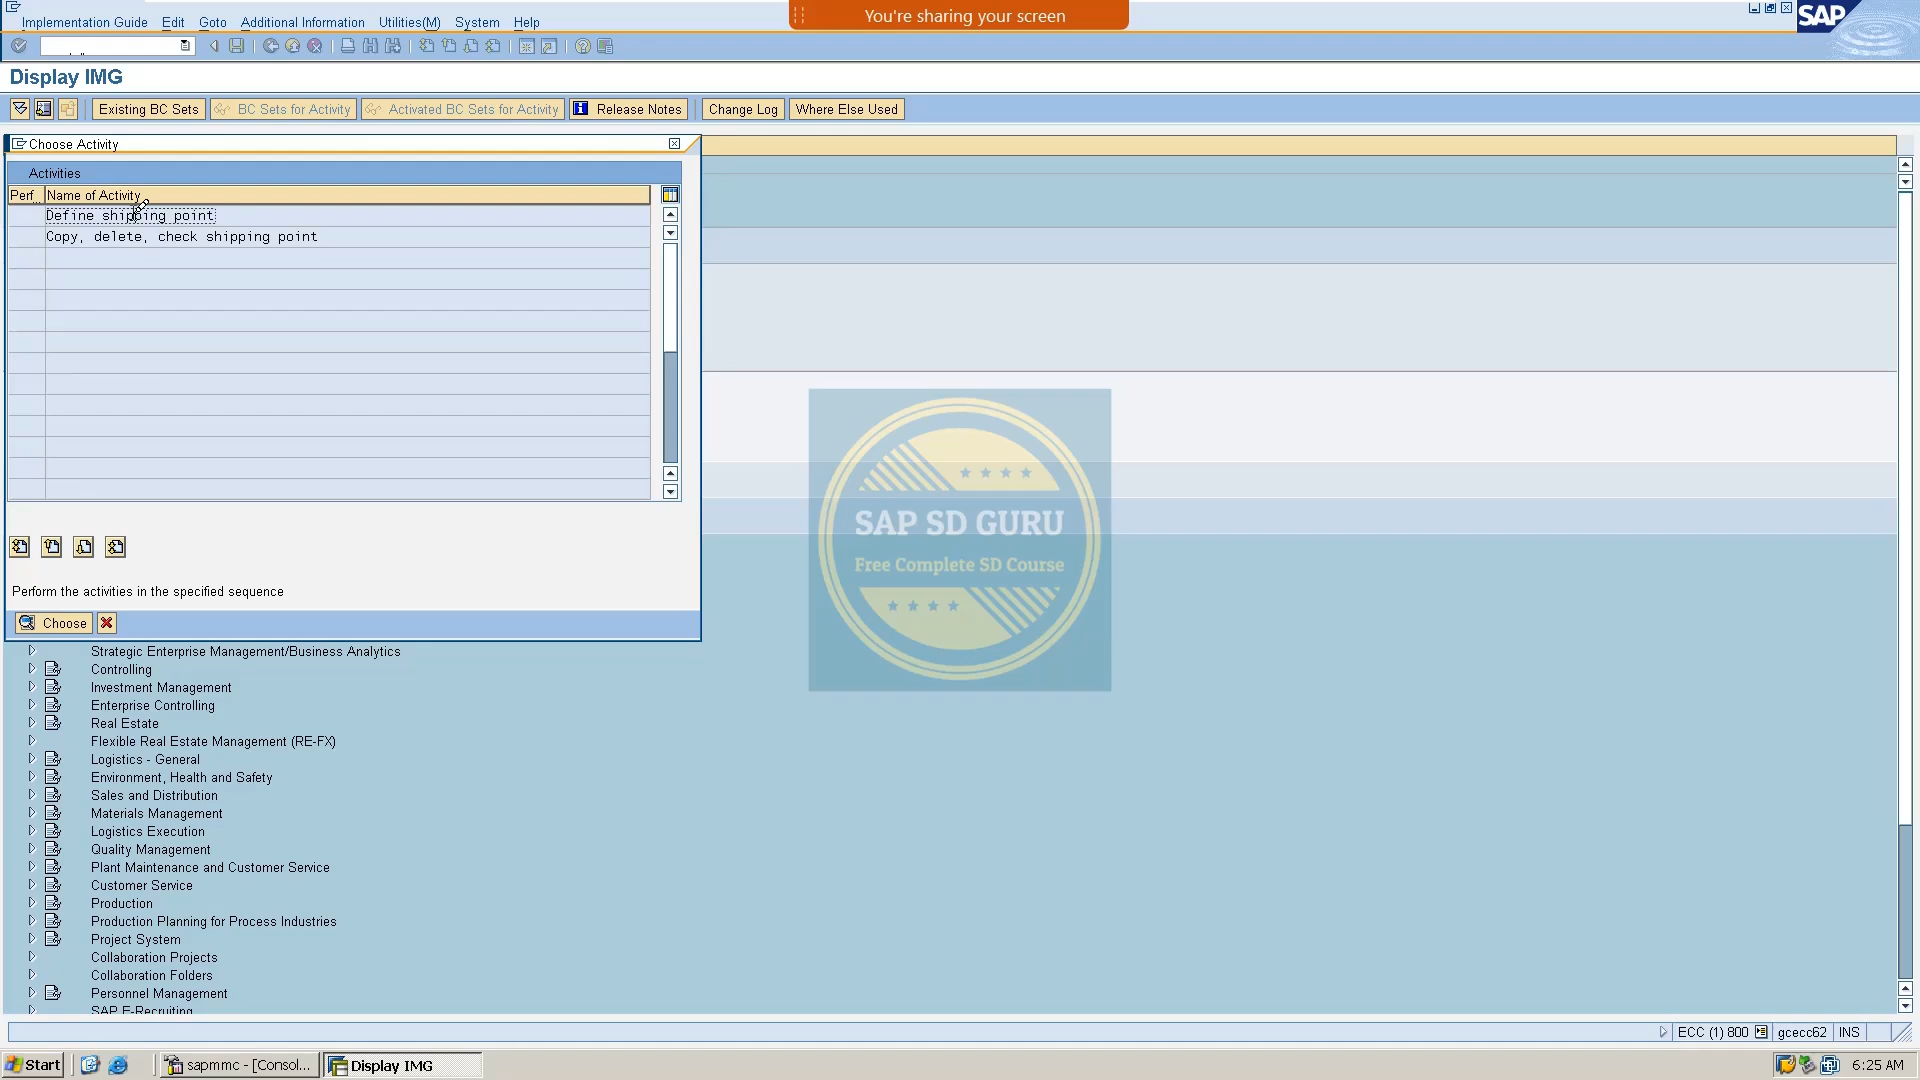 You're sharing your screen
Implementation Guide Edit Goto Additional Information Utilities(M) System Help
SAP
Display IMG
Existing BC Sets BC Sets for Activity Activated BC Sets for Activity Release Notes Change Log Where Else Used
Choose Activity
Activities
Perf... Name of Activity
Define shipping point
Copy, delete, check shipping point
Perform the activities in the specified sequence
Choose
SAP SD GURU
Free Complete SD Course
Strategic Enterprise Management/Business Analytics
Controlling
Investment Management
Enterprise Controlling
Real Estate
Flexible Real Estate Management (RE-FX)
Logistics - General
Environment, Health and Safety
Sales and Distribution
Materials Management
Logistics Execution
Quality Management
Plant Maintenance and Customer Service
Customer Service
Production
Production Planning for Process Industries
Project System
Collaboration Projects
Collaboration Folders
Personnel Management
SAP E-Recruiting
ECC (1) 800 gcecc62 INS
Start sapmmc - [Consol... Display IMG 6:25 AM